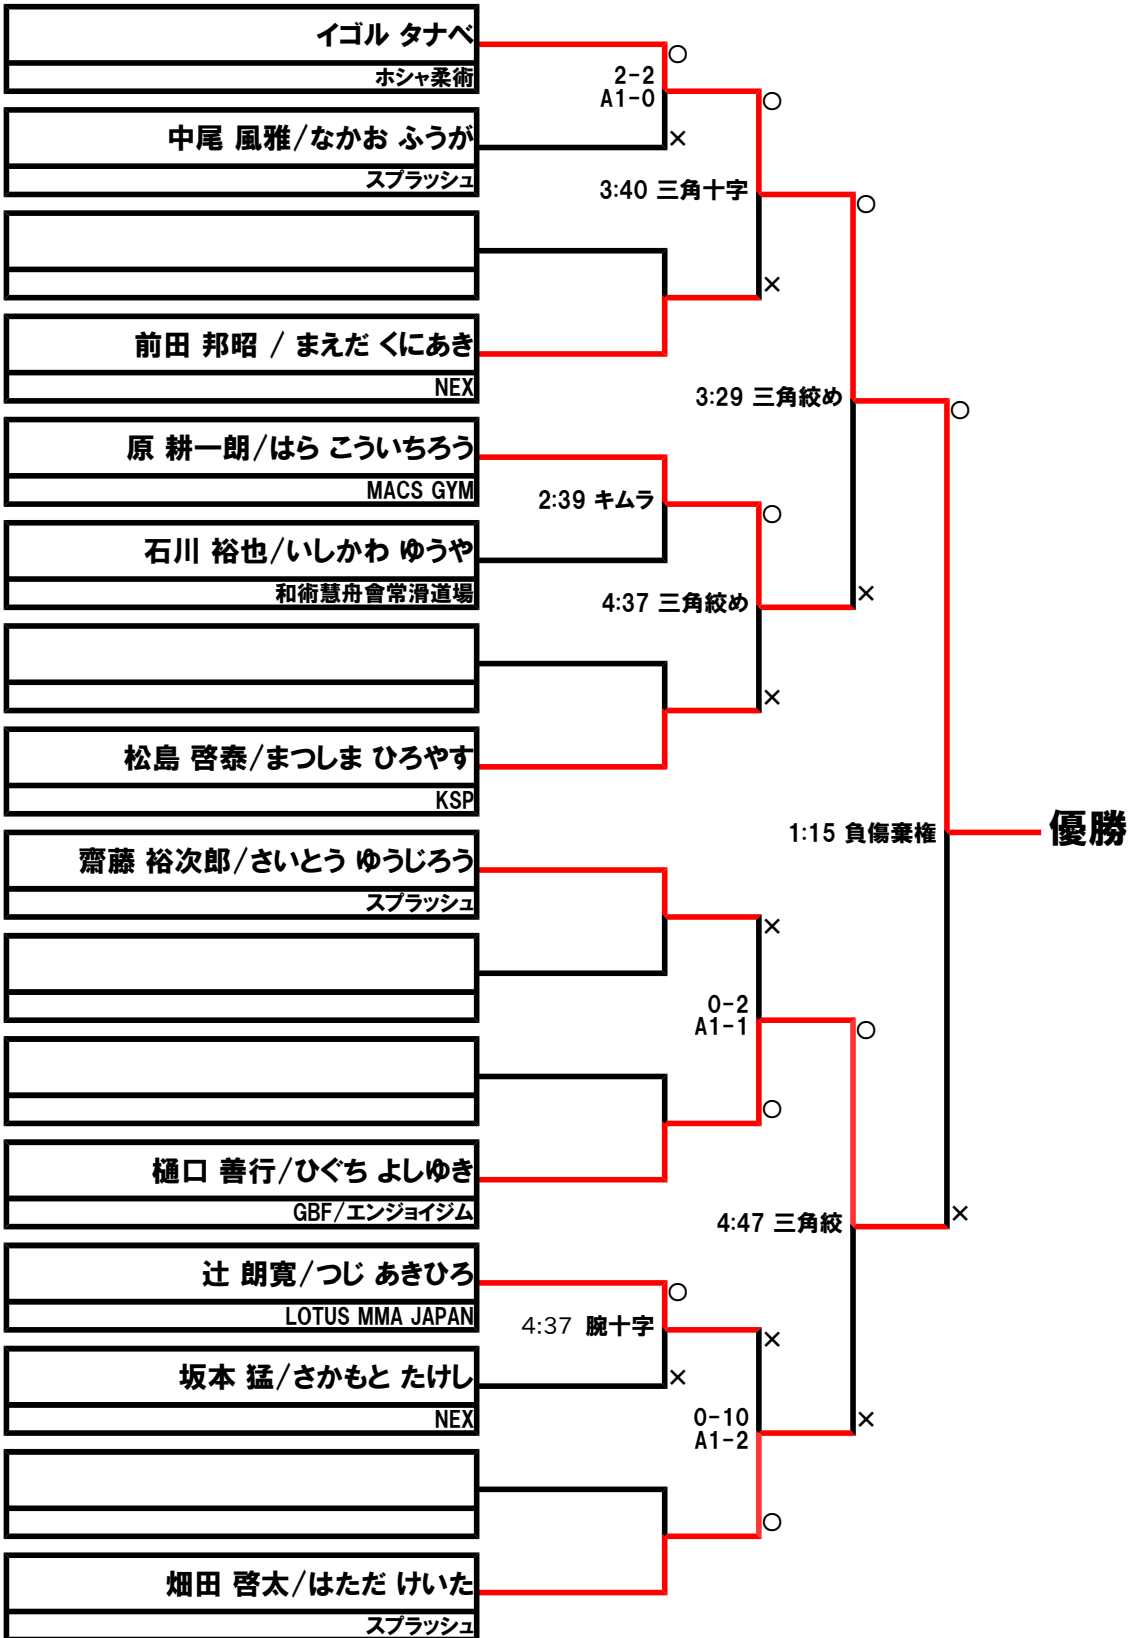 イゴル タナベ
ホシャ柔術
○
2-2
A1-0
○
中尾 風雅/なかお ふうが
×
スプラッシュ
3:40 三角十字
○
×
前田 邦昭 / まえだ くにあき
NEX
3:29 三角絞め
○
原 耕一朗/はら こういちろう
MACS GYM
2:39 キムラ
○
石川 裕也/いしかわ ゆうや
和術慧舟會常滑道場
×
4:37 三角絞め
×
松島 啓泰/まつしま ひろやす
KSP
1:15 負傷棄権
優勝
齋藤 裕次郎/さいとう ゆうじろう
スプラッシュ
×
0-2
A1-1
○
○
樋口 善行/ひぐち よしゆき
GBF/エンジョイジム
×
4:47 三角絞
辻 朗寛/つじ あきひろ
○
LOTUS MMA JAPAN
4:37 腕十字
×
坂本 猛/さかもと たけし
×
NEX
0-10
A1-2
×
○
畑田 啓太/はただ けいた
スプラッシュ